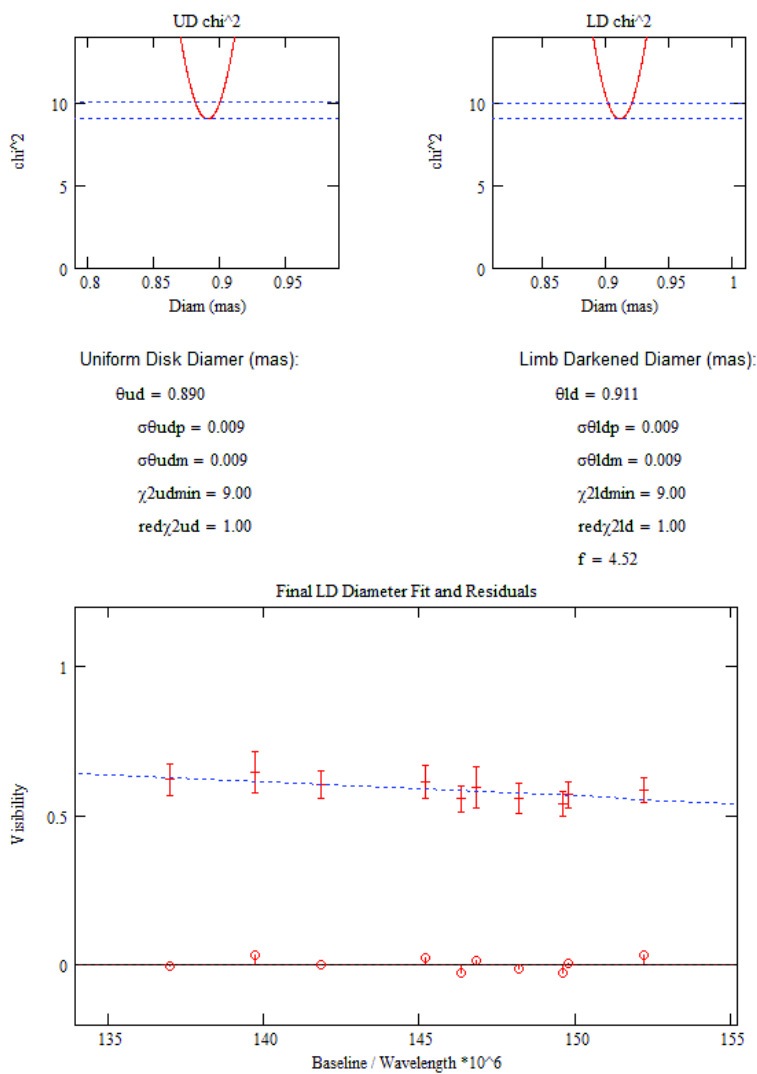 UD chi^2
LD chi^2
chi^2
10
5
0
0.8
0.85
0.9
0.95
Diam (mas)
chi^2
10
5
0
0.85
0.9
0.95
1
Diam (mas)
Uniform Disk Diamer (mas):
θud = 0.890
σθudp = 0.009
σθudm = 0.009
χ2udmin = 9.00
redχ2ud = 1.00
Limb Darkened Diamer (mas):
θld = 0.911
σθldp = 0.009
σθldm = 0.009
χ2ldmin = 9.00
redχ2ld = 1.00
f = 4.52
Final LD Diameter Fit and Residuals
Visibility
1
0.5
0
135
140
145
150
155
Baseline / Wavelength *10^6